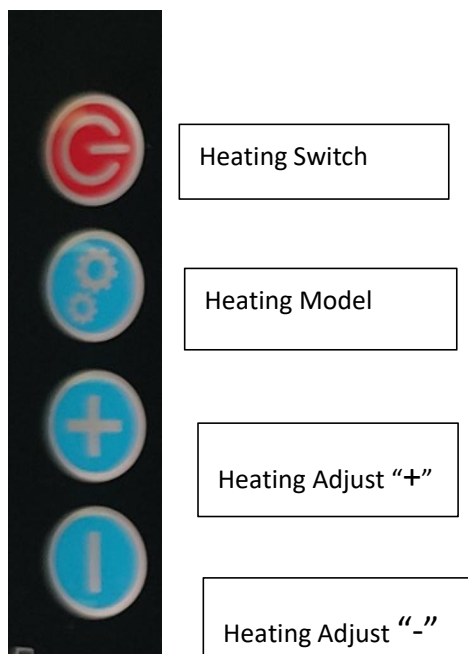 Heating Switch
Heating Model
Heating Adjust “+”
Heating Adjust “-”